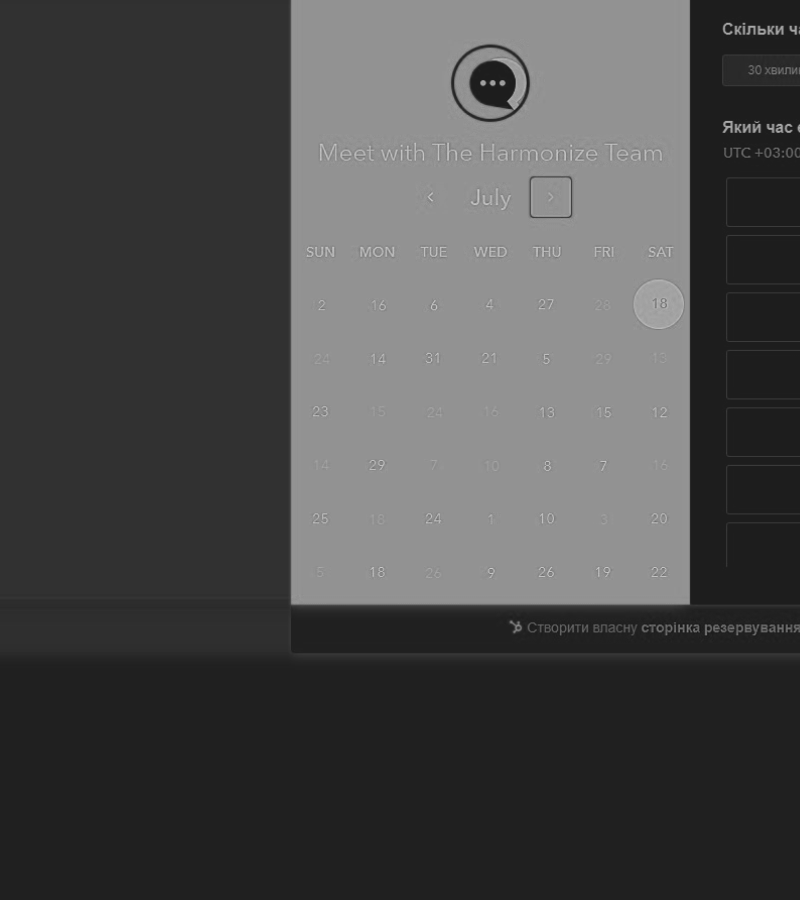 Meet with The Harmonize Team
July
SUN MON TUE WED THU FRI SAT
2 16 6 4 27 28 18
24 14 31 21 5 29 13
23 15 24 16 13 15 12
14 29 7 10 8 7 16
25 18 24 1 10 3 20
5 18 26 9 26 19 22
Скільки ч
30 хвили
Який час
UTC +03:00
Створити власну сторінка резервування